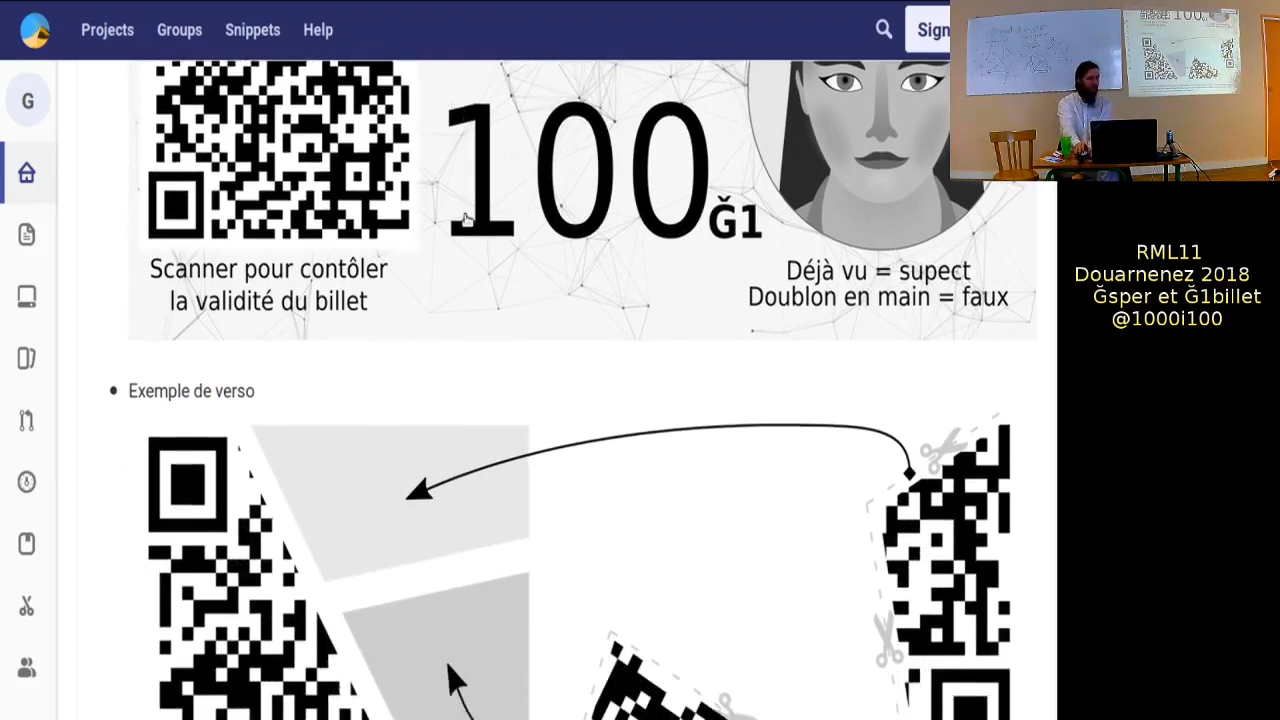 Projects Groups Snippets Help
Sign
G
100Ğ1
Scanner pour contôler
la validité du billet
Déjà vu = supect
Doublon en main = faux
Exemple de verso
RML11
Douarnenez 2018
Ğsper et Ğ1billet
@1000i100
100